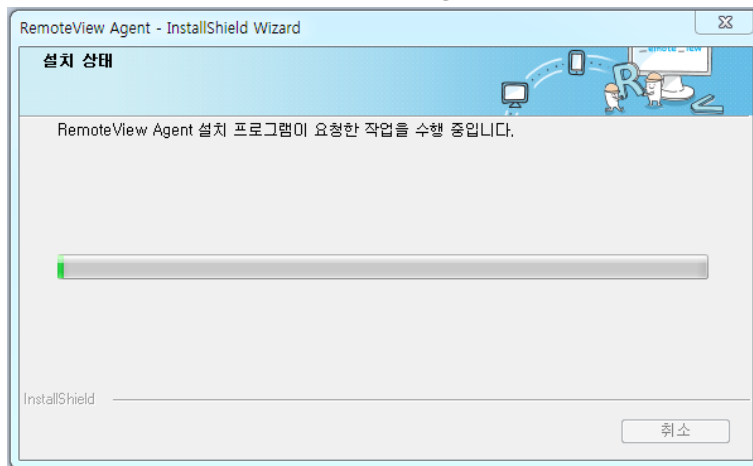 RemoteView Agent - InstallShield Wizard
설치 상태
RemoteView Agent 설치 프로그램이 요청한 작업을 수행 중입니다.
InstallShield
취소